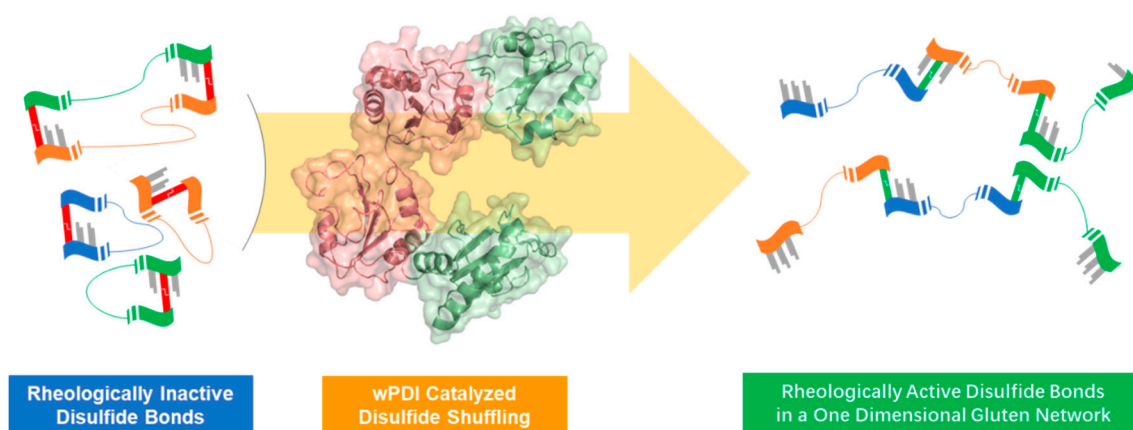 Rheologically Inactive
Disulfide Bonds
wPDI Catalyzed
Disulfide Shuffling
Rheologically Active Disulfide Bonds
in a One Dimensional Gluten Network